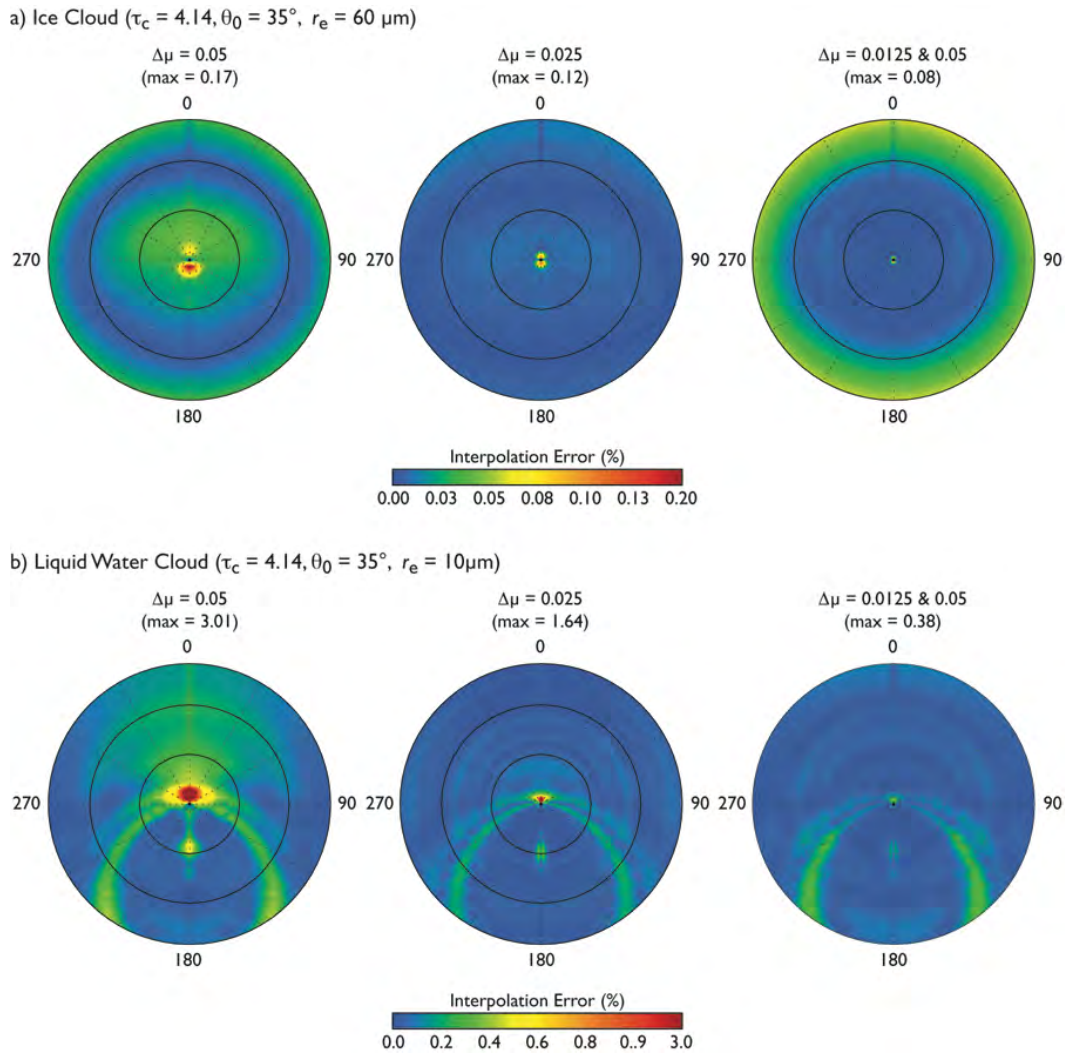 a) Ice Cloud (τc = 4.14, θ0 = 35°, re = 60 µm)
Δµ = 0.05 Δµ = 0.025 Δµ = 0.0125 & 0.05
(max = 0.17) (max = 0.12) (max = 0.08)
0 0 0
270 90 270 90 270 90
180 180 180
Interpolation Error (%)
0.00 0.03 0.05 0.08 0.10 0.13 0.20
b) Liquid Water Cloud (τc = 4.14, θ0 = 35°, re = 10µm)
Δµ = 0.05 Δµ = 0.025 Δµ = 0.0125 & 0.05
(max = 3.01) (max = 1.64) (max = 0.38)
0 0 0
270 90 270 90 270 90
180 180 180
Interpolation Error (%)
0.0 0.2 0.4 0.6 0.8 0.9 3.0